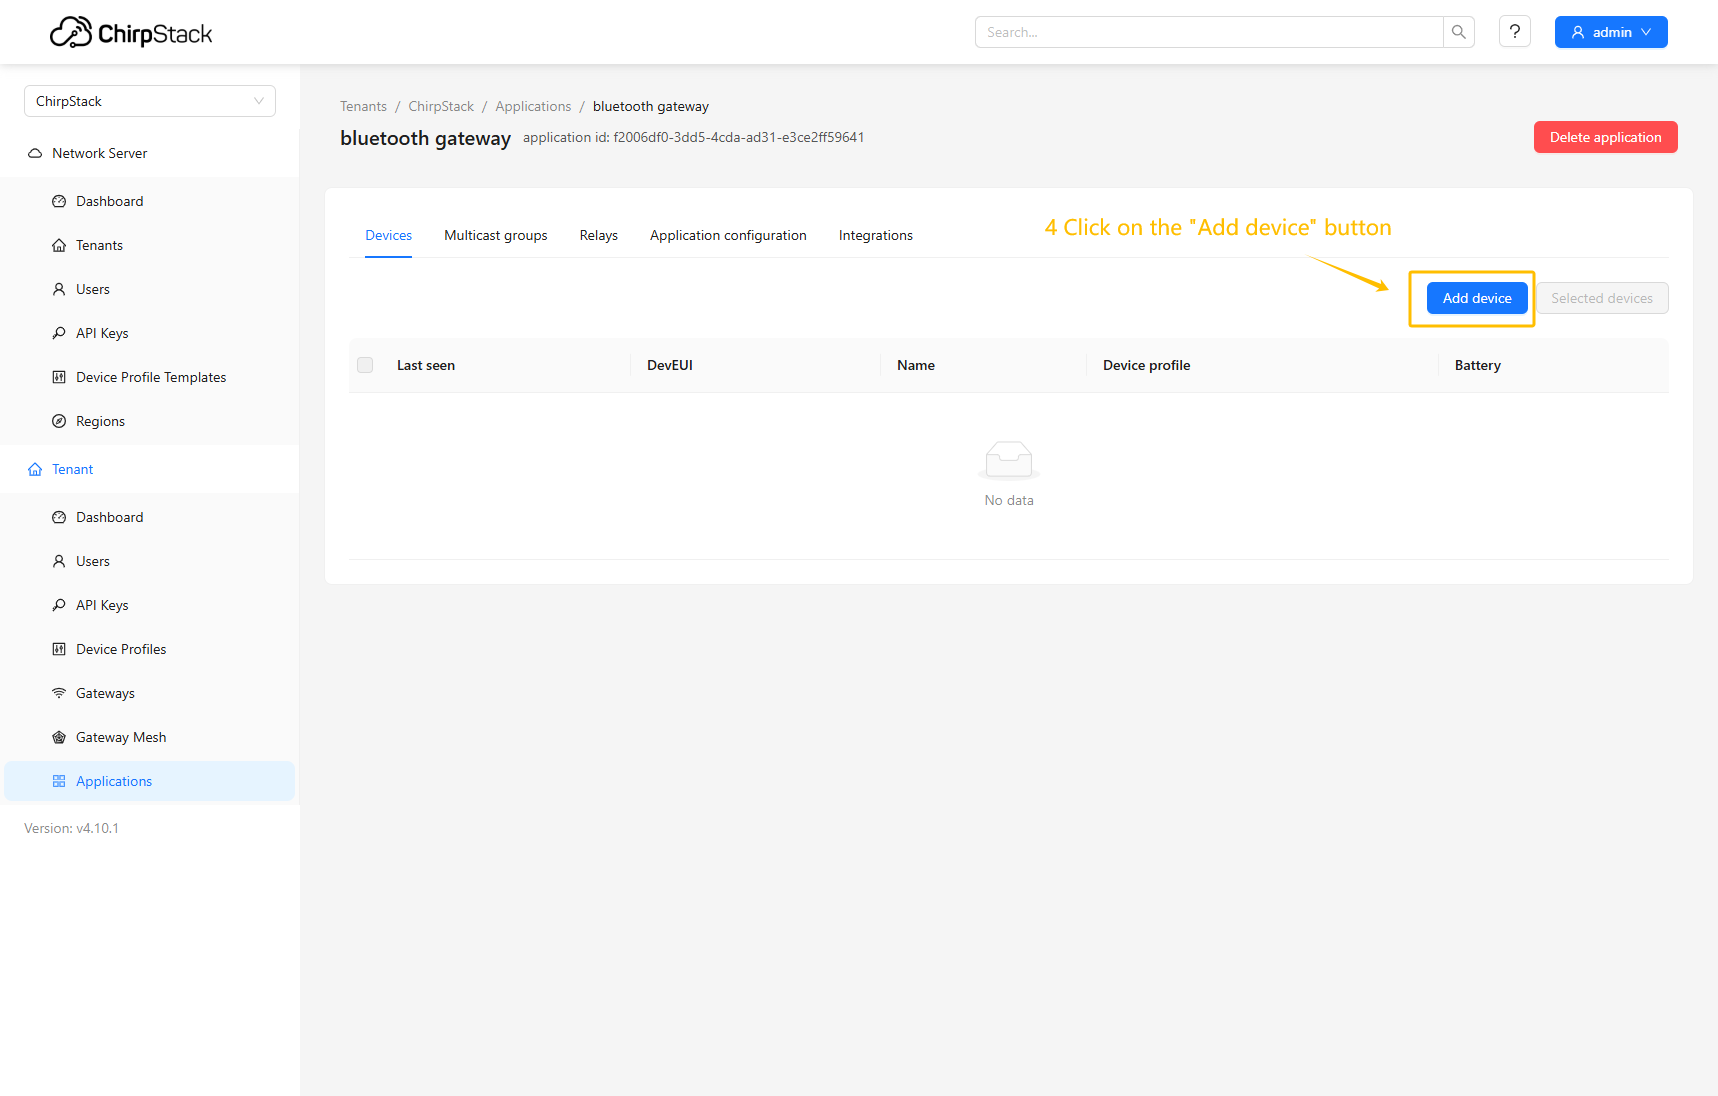 ChirpStack
Search...
?
admin
ChirpStack
Network Server
Dashboard
Tenants
Users
API Keys
Device Profile Templates
Regions
Tenant
Dashboard
Users
API Keys
Device Profiles
Gateways
Gateway Mesh
Applications
Version: v4.10.1
Tenants / ChirpStack / Applications / bluetooth gateway
bluetooth gateway application id: f2006df0-3dd5-4cda-ad31-e3ce2ff59641
Delete application
Devices Multicast groups Relays Application configuration Integrations
4 Click on the "Add device" button
Add device Selected devices
Last seen DevEUI Name Device profile Battery
No data